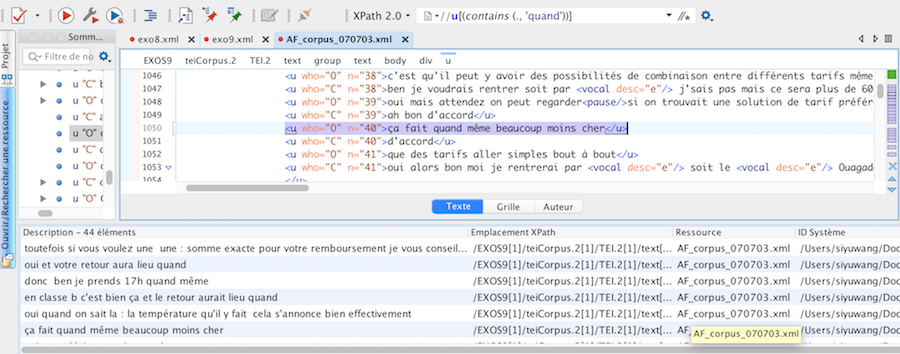 XPath 2.0 //u[(contains (., 'quand'))]
Somm...
exo8.xml exo9.xml AF_corpus_070703.xml
Projet
Ouvrir/Rechercher une ressource
Filtre de no
EXOS9 teiCorpus.2 TEI.2 text group text body div u
u "C" b
u "O" c
u "C" a
u "O" c
u "C" d
u "O" c
u "C" c
u "O" C
1046 <u who="O" n="38">c'est qu'il peut y avoir des possibilités de combinaison entre différents tarifs même
1047 <u who="C" n="38">ben je voudrais rentrer soit par <vocal desc="e"/> j'sais pas mais ce sera plus de 60
1048 <u who="O" n="39">oui mais attendez on peut regarder<pause/>si on trouvait une solution de tarif préfér
1049 <u who="C" n="39">ah bon d'accord</u>
1050 <u who="O" n="40">ça fait quand même beaucoup moins cher</u>
1051 <u who="C" n="40">d'accord</u>
1052 <u who="O" n="41">que des tarifs aller simples bout à bout</u>
1053 <u who="C" n="41">oui alors bon moi je rentrerai par <vocal desc="e"/> soit le <vocal desc="e"/> Ouagad
1054 </u>
Texte Grille Auteur
Description – 44 éléments Emplacement XPath Ressource ID Système
toutefois si vous voulez une une : somme exacte pour votre remboursement je vous conseil... /EXOS9[1]/teiCorpus.2[1]/TEI.2[1]/text[... AF_corpus_070703.xml /Users/siyuwang/Doc
oui et votre retour aura lieu quand /EXOS9[1]/teiCorpus.2[1]/TEI.2[1]/text[... AF_corpus_070703.xml /Users/siyuwang/Doc
donc ben je prends 17h quand même /EXOS9[1]/teiCorpus.2[1]/TEI.2[1]/text[... AF_corpus_070703.xml /Users/siyuwang/Doc
en classe b c'est bien ça et le retour aurait lieu quand /EXOS9[1]/teiCorpus.2[1]/TEI.2[1]/text[... AF_corpus_070703.xml /Users/siyuwang/Doc
oui quand on sait la : la température qu'il y fait cela s'annonce bien effectivement /EXOS9[1]/teiCorpus.2[1]/TEI.2[1]/text[... AF_corpus_070703.xml /Users/siyuwang/Doc
ça fait quand même beaucoup moins cher /EXOS9[1]/teiCorpus.2[1]/TEI.2[1]/text[... AF_corpus_070703.xml /Users/siyuwang/Doc
AF_corpus_070703.xml